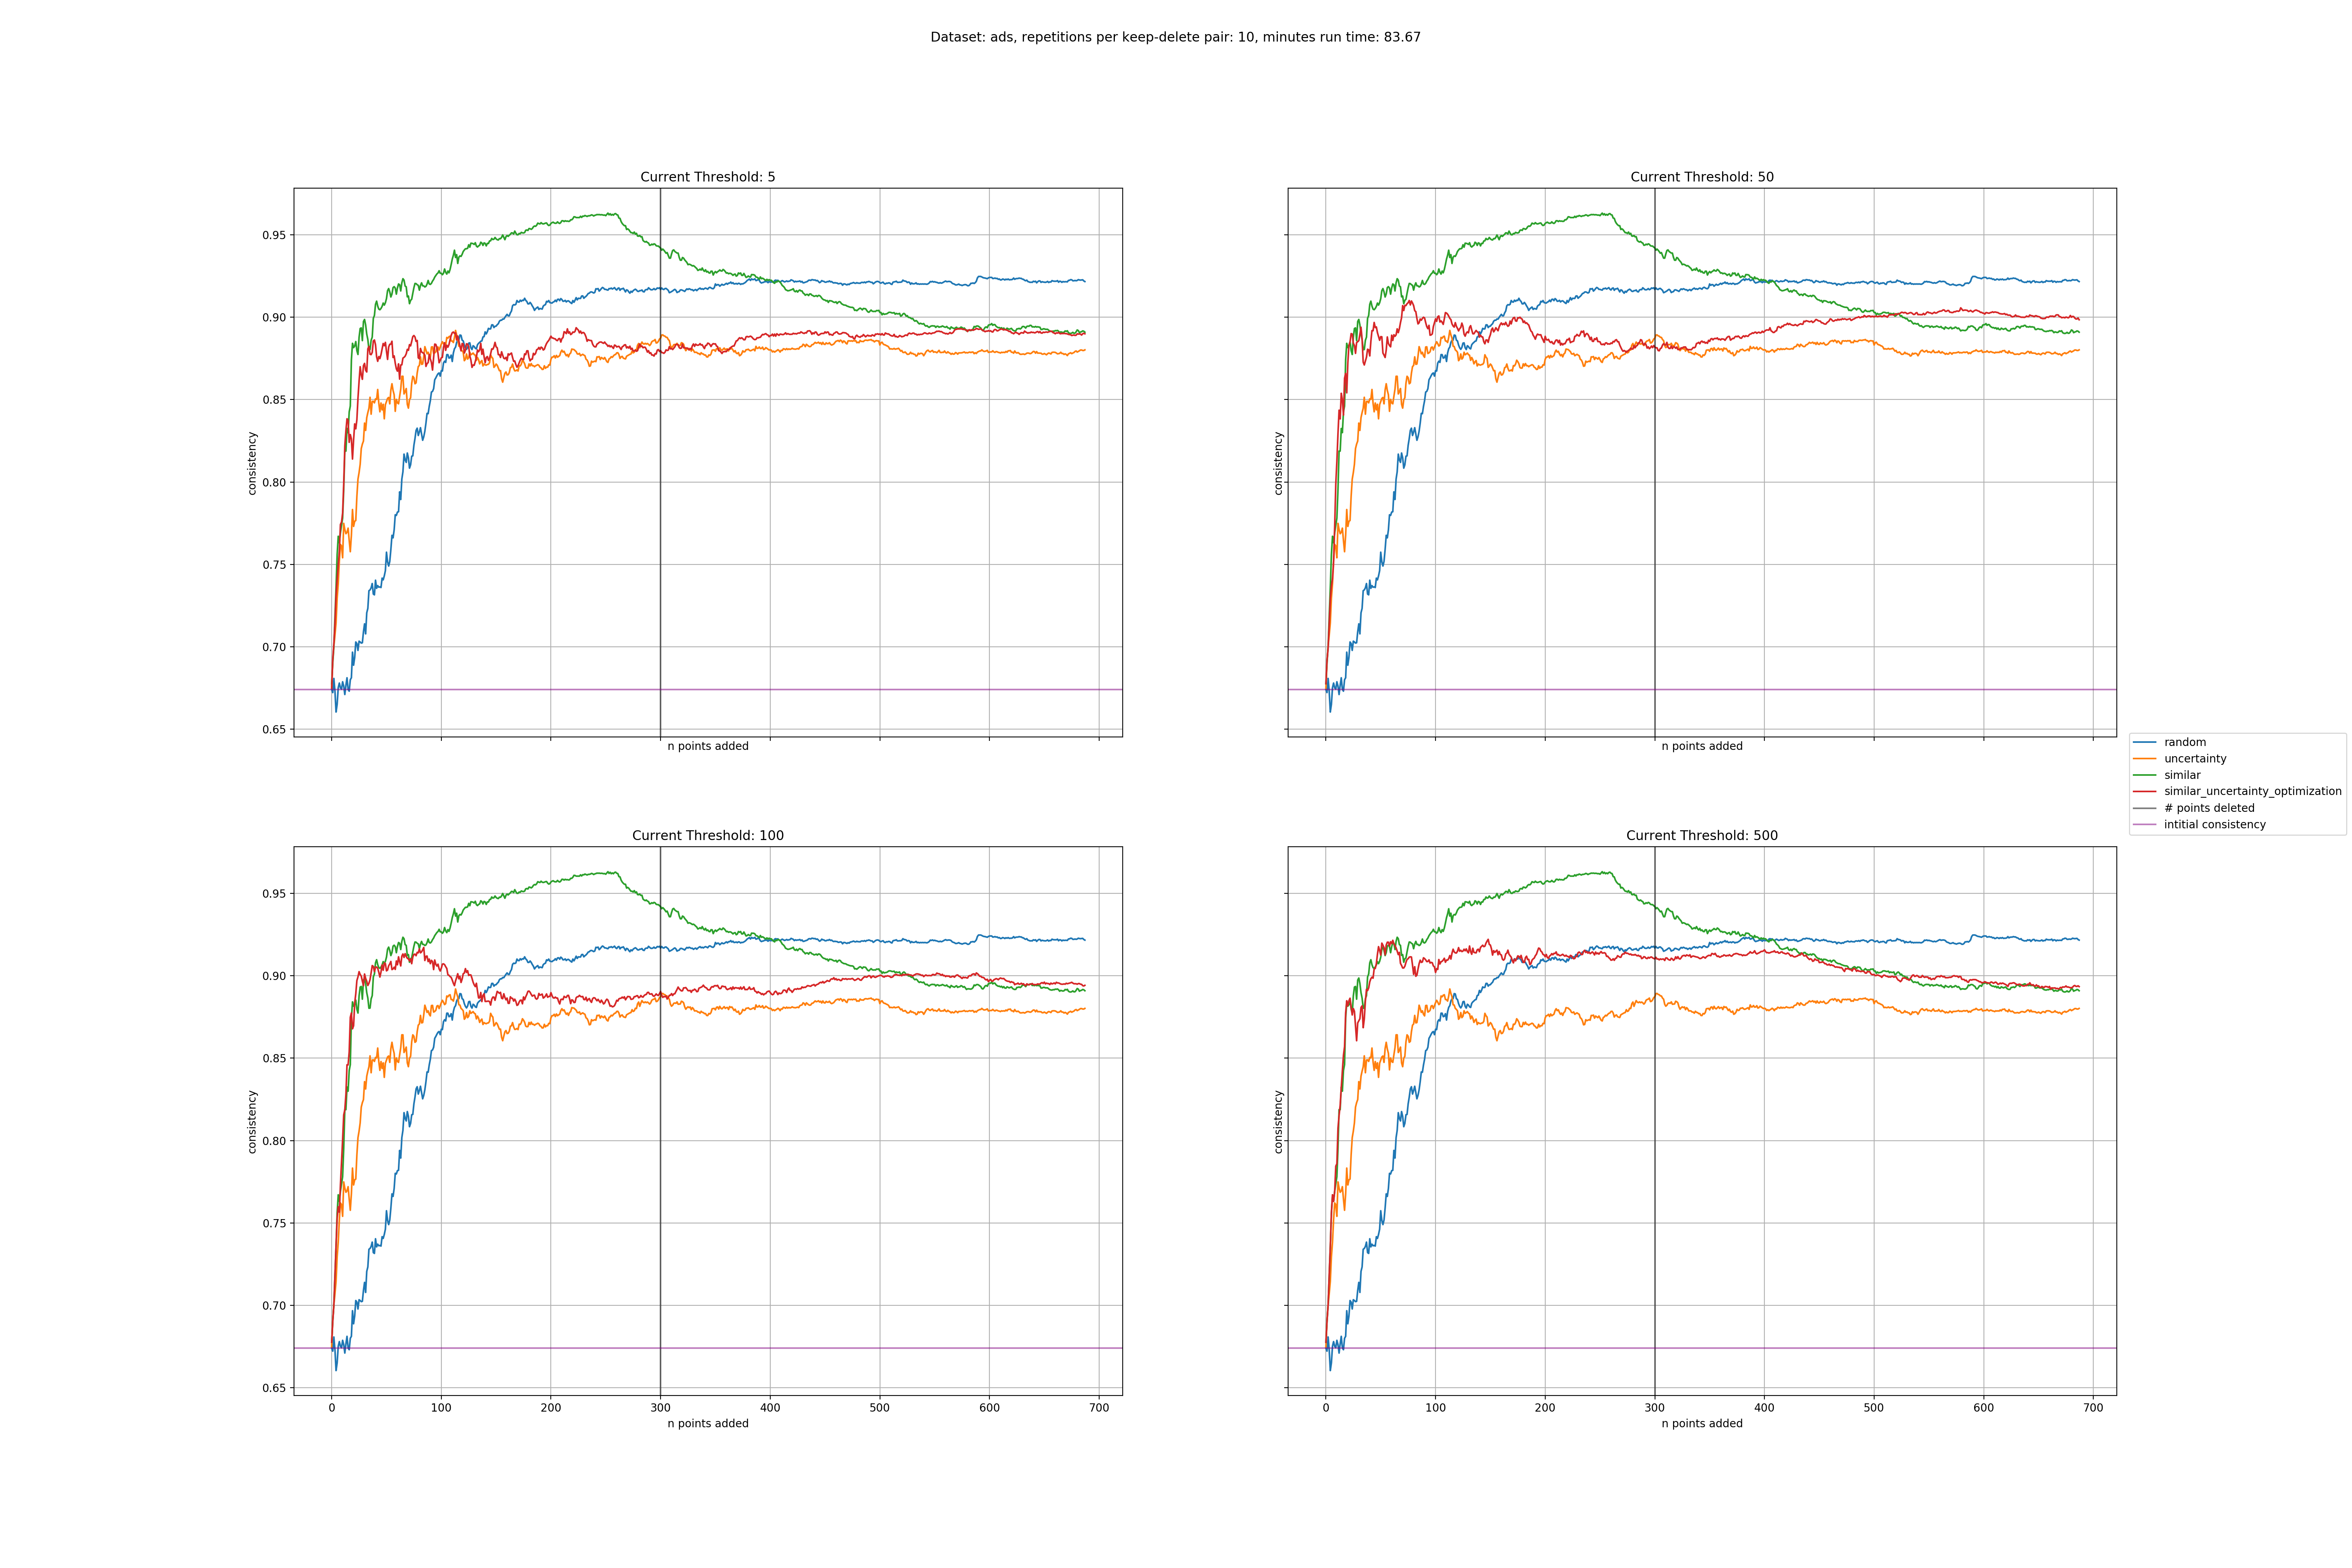 Dataset: ads, repetitions per keep-delete pair: 10, minutes run time: 83.67
Current Threshold: 5
0.95
0.90
0.85
0.80
0.75
0.70
0.65
consistency
n points added
Current Threshold: 50
consistency
n points added
random
uncertainty
similar
similar_uncertainty_optimization
# points deleted
intitial consistency
Current Threshold: 100
0.95
0.90
0.85
0.80
0.75
0.70
0.65
consistency
0 100 200 300 400 500 600 700
n points added
Current Threshold: 500
consistency
0 100 200 300 400 500 600 700
n points added